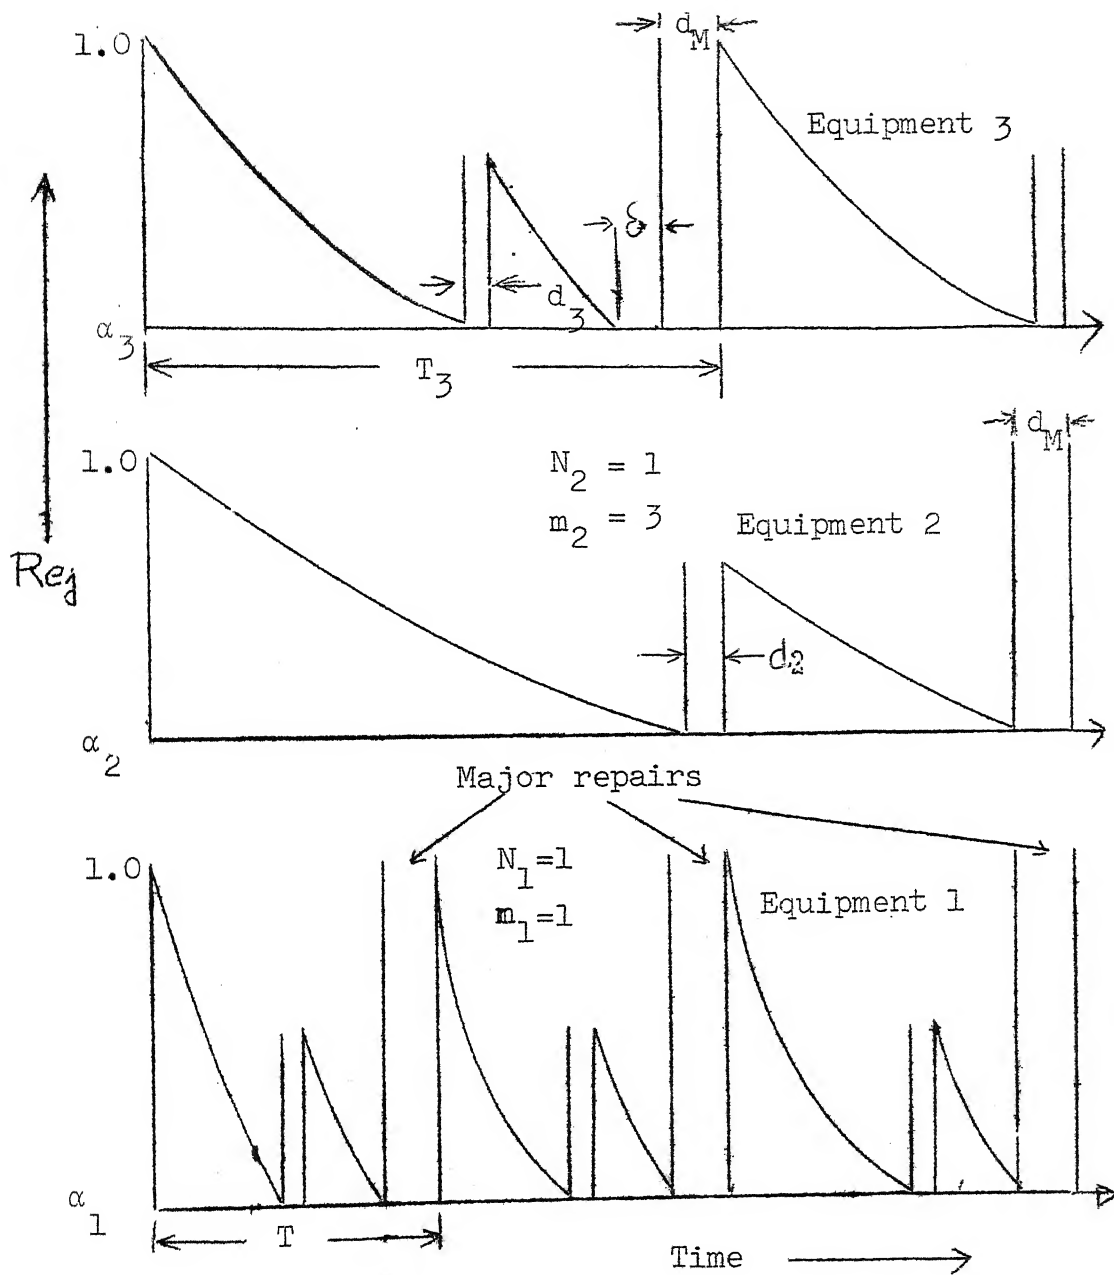 d_M
1.0
Equipment 3
δ
d_3
α_3
T_3
d_M
1.0
N_2 = 1
m_2 = 3
Equipment 2
Rej
d_2
α_2
Major repairs
1.0
N_1=1
m_1=1
Equipment 1
α_1
T
Time